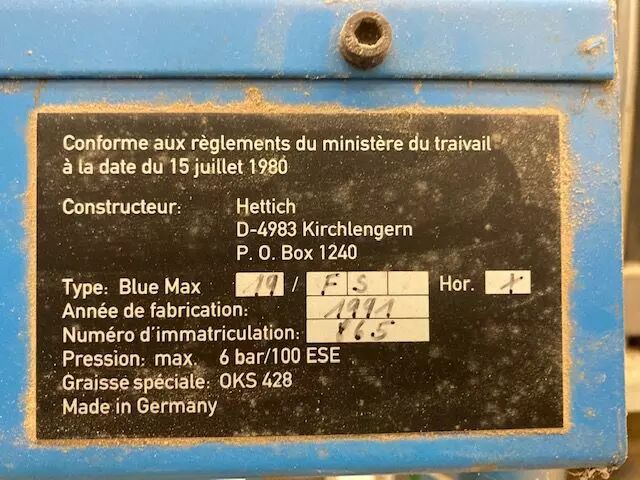 Conforme aux règlements du ministère du traivail
à la date du 15 juillet 1980
Constructeur: Hettich
D-4983 Kirchlengern
P. O. Box 1240
Type: Blue Max 19 / F S Hor. X
Année de fabrication: 1991
Numéro d'immatriculation: 165
Pression: max. 6 bar/100 ESE
Graisse spéciale: OKS 428
Made in Germany